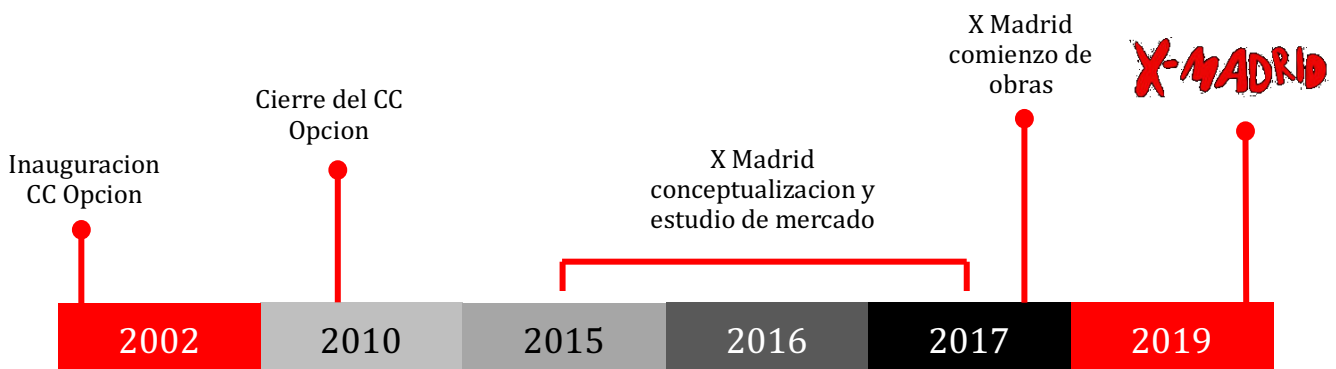 Inauguracion
CC Opcion
Cierre del CC
Opcion
X Madrid
conceptualizacion y
estudio de mercado
X Madrid
comienzo de
obras
X-MADRID
2002
2010
2015
2016
2017
2019